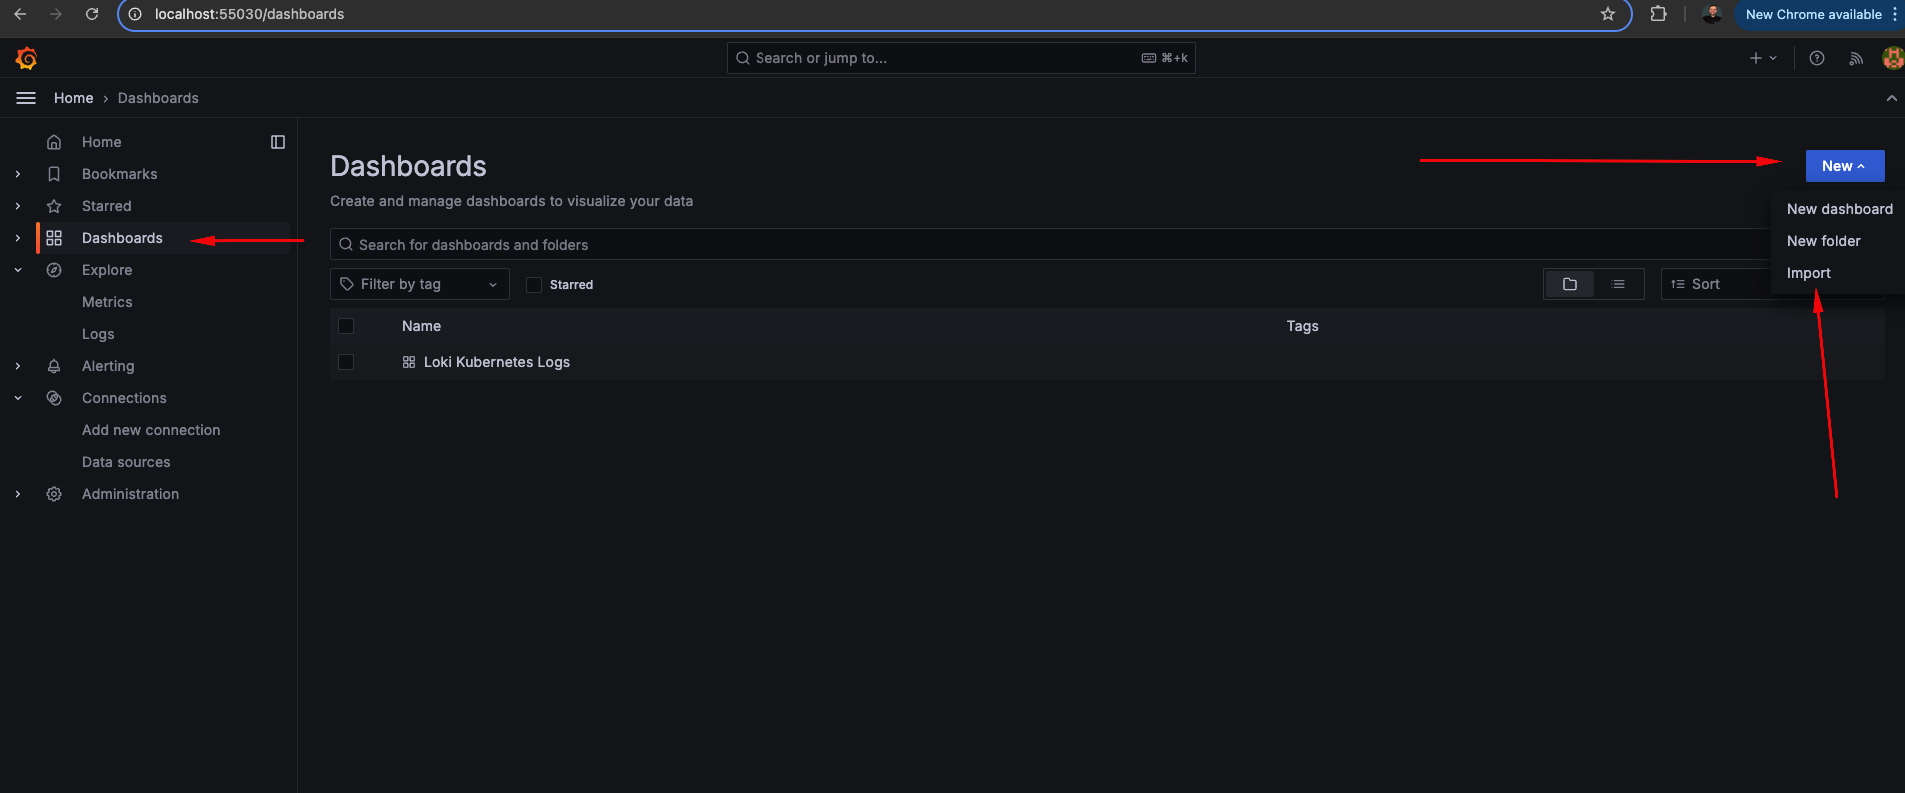 localhost:55030/dashboards
New Chrome available
Search or jump to...
⌘+k
Home › Dashboards
Home
Bookmarks
Starred
Dashboards
Explore
Metrics
Logs
Alerting
Connections
Add new connection
Data sources
Administration
Dashboards
Create and manage dashboards to visualize your data
New
New dashboard
New folder
Import
Search for dashboards and folders
Filter by tag
Starred
Sort
Name
Tags
Loki Kubernetes Logs